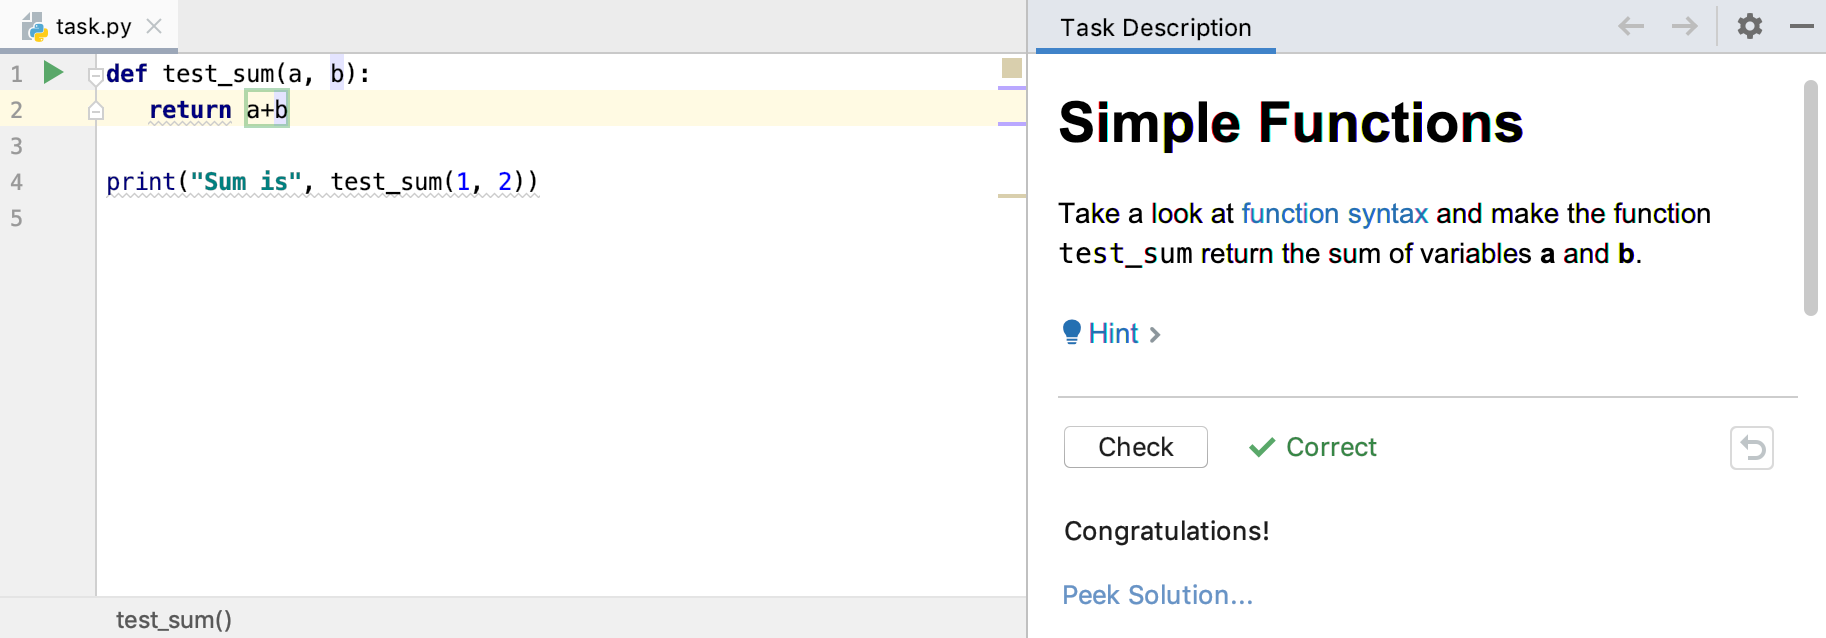 task.py
1 def test_sum(a, b):
2 return a+b
3
4 print("Sum is", test_sum(1, 2))
5
test_sum()
Task Description
Simple Functions
Take a look at function syntax and make the function
test_sum return the sum of variables a and b.
Hint
Check Correct
Congratulations!
Peek Solution...